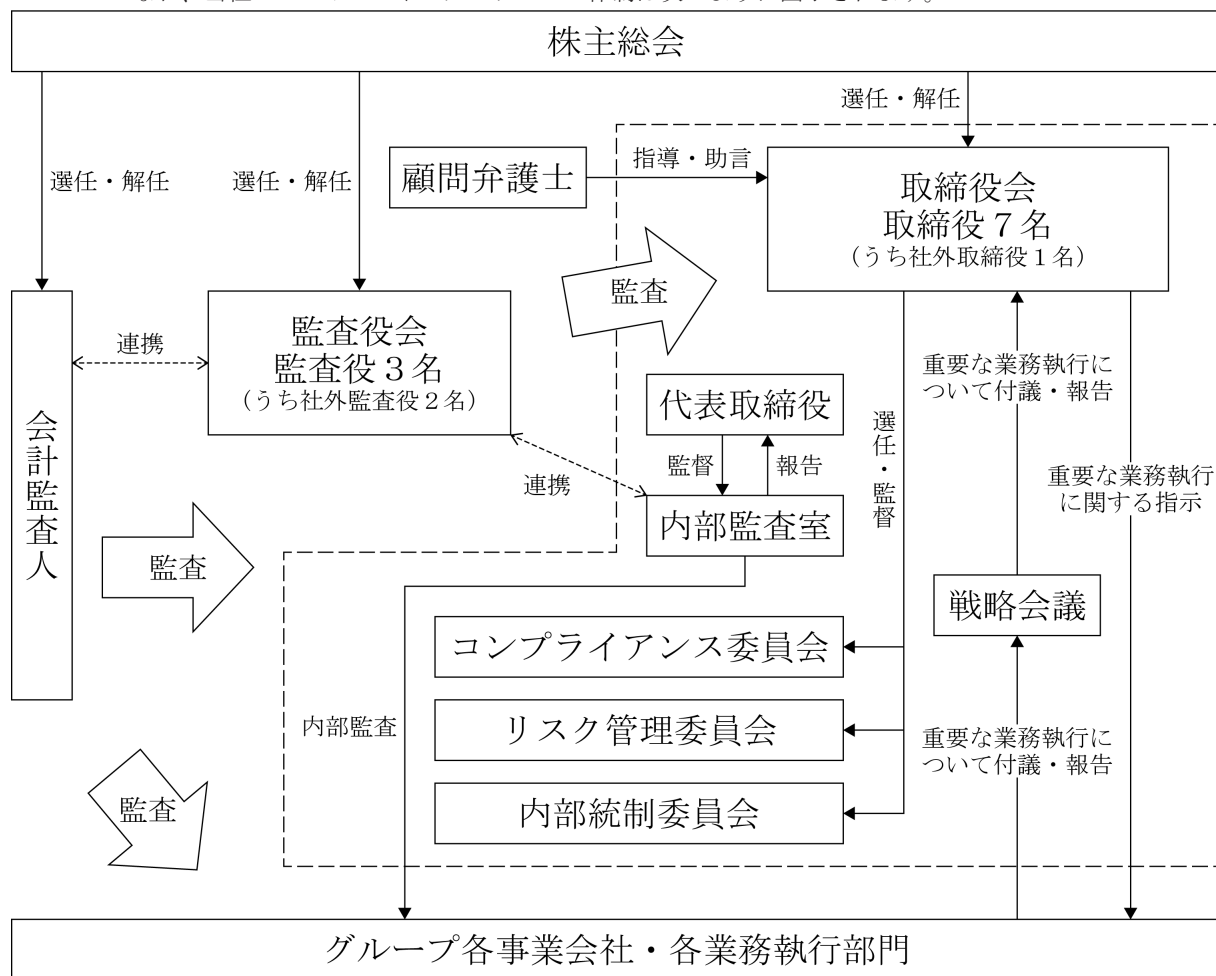 株主総会
選任・解任
選任・解任
選任・解任
顧問弁護士
指導・助言
取締役会
取締役７名
（うち社外取締役１名）
監査
監査役会
監査役３名
（うち社外監査役２名）
連携
会計監査人
代表取締役
監督
報告
連携
内部監査室
選任・監督
重要な業務執行に
ついて付議・報告
重要な業務執行
に関する指示
監査
戦略会議
コンプライアンス委員会
リスク管理委員会
内部統制委員会
内部監査
重要な業務執行に
ついて付議・報告
監査
グループ各事業会社・各業務執行部門